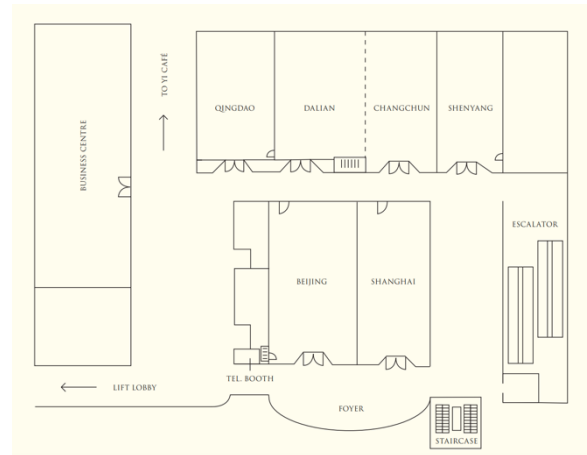 TO YI CAFÉ
BUSINESS CENTRE
QINGDAO
DALIAN
CHANGCHUN
SHENYANG
ESCALATOR
BEIJING
SHANGHAI
TEL. BOOTH
LIFT LOBBY
FOYER
STAIRCASE